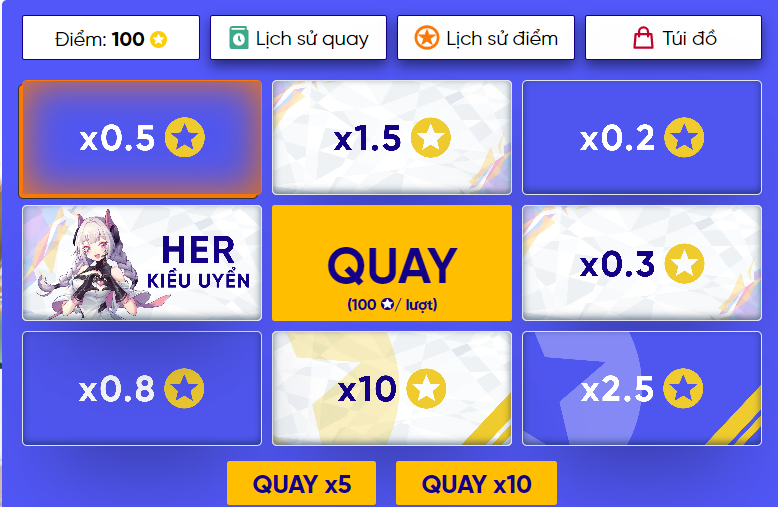 Điểm: 100
Lịch sử quay
Lịch sử điểm
Túi đồ
x0.5
x1.5
x0.2
HER
KIỀU UYỂN
QUAY
(100 / lượt)
x0.3
x0.8
x10
x2.5
QUAY x5
QUAY x10